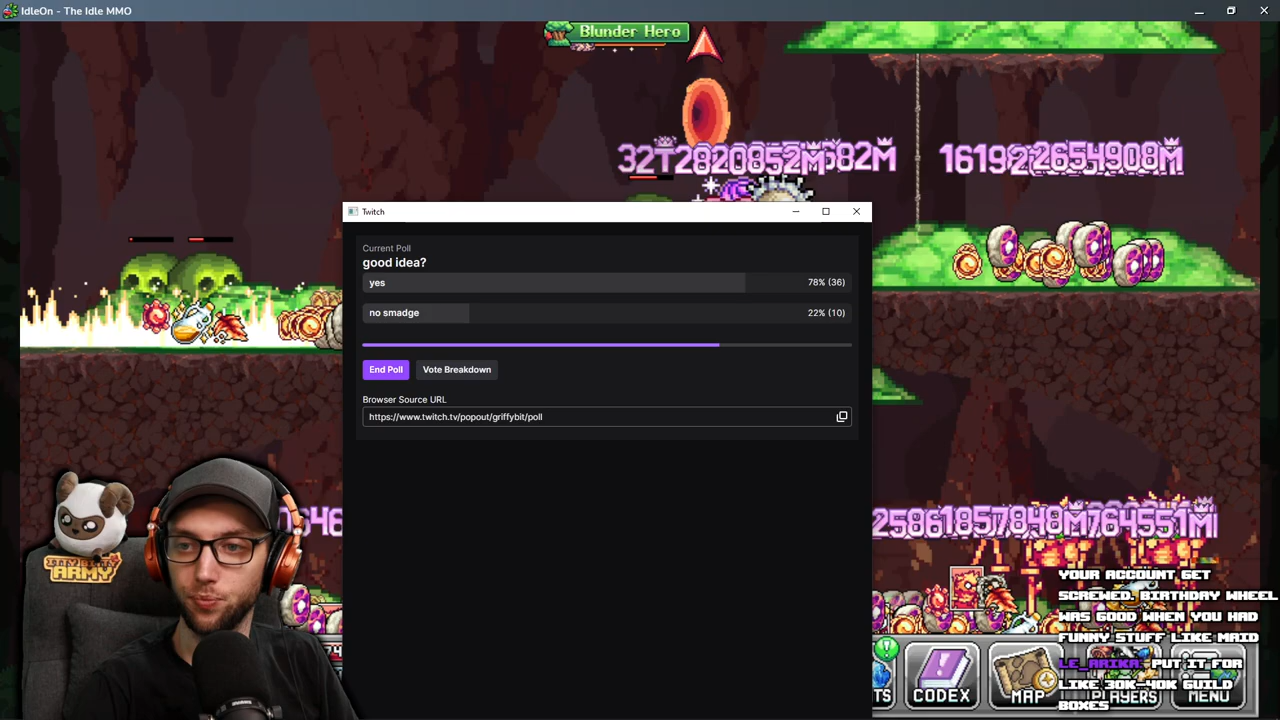 IdleOn - The Idle MMO
Blunder Hero
Twitch
Current Poll
good idea?
yes
78% (36)
no smadge
22% (10)
End Poll
Vote Breakdown
Browser Source URL
https://www.twitch.tv/popout/griffybit/poll
ARMY
YOUR ACCOUNT GET
SCREWED. BIRTHDAY WHEEL
WAS GOOD WHEN YOU HAD
FUNNY STUFF LIKE MAID
LE_ARIKA: PUT IT FOR
LIKE 30K-40K GUILD
BOXES
CODEX
MAP
PLAYERS
MENU